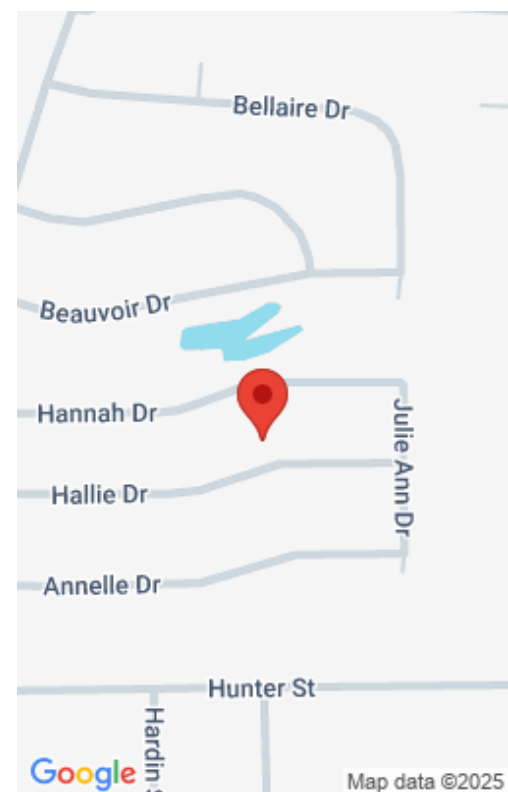 Bellaire Dr
Beauvoir Dr
Hannah Dr
Julie Ann Dr
Hallie Dr
Annelle Dr
Hunter St
Hardin
Google
Map data ©2025